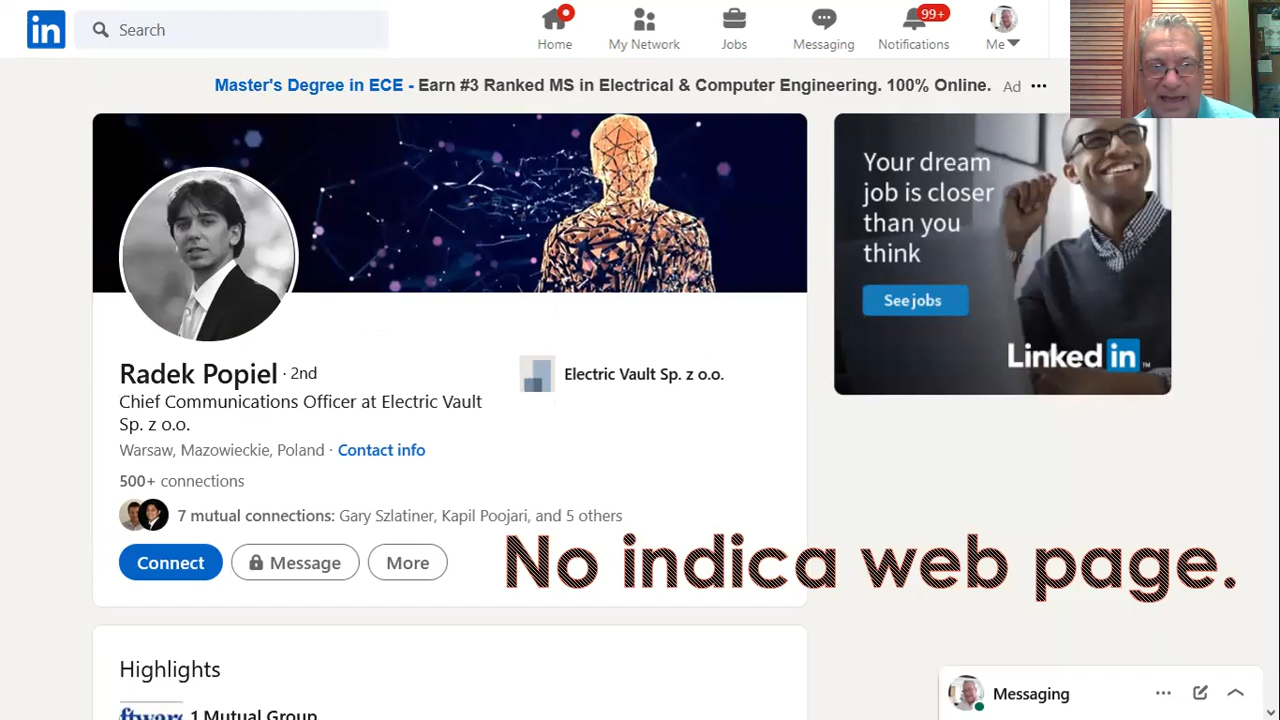 in
Search
Home
My Network
Jobs
Messaging
99+
Notifications
Me
Master's Degree in ECE - Earn #3 Ranked MS in Electrical & Computer Engineering. 100% Online. Ad
Your dream
job is closer
than you
think
See jobs
Linked in
Radek Popiel · 2nd
Electric Vault Sp. z o.o.
Chief Communications Officer at Electric Vault
Sp. z o.o.
Warsaw, Mazowieckie, Poland · Contact info
500+ connections
7 mutual connections: Gary Szlatiner, Kapil Poojari, and 5 others
Connect
Message
More
No indica web page.
Highlights
1 Mutual Group
Messaging